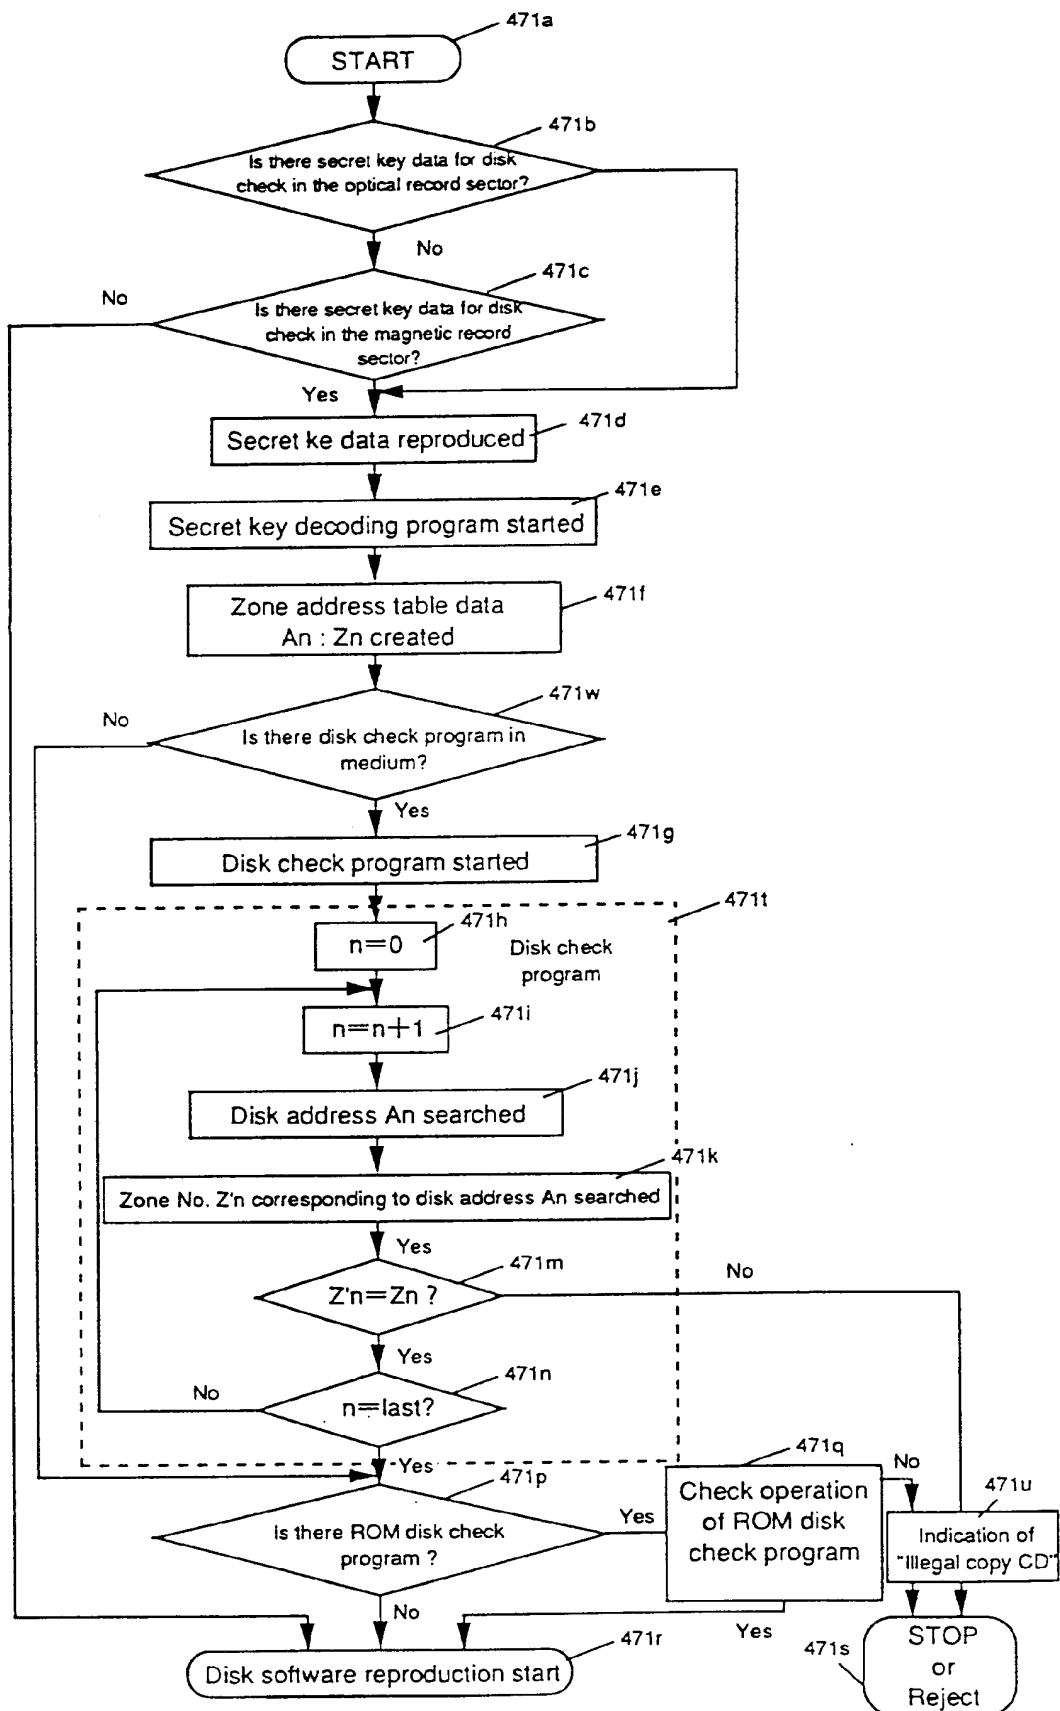 471a
START
471b
Is there secret key data for disk
check in the optical record sector?
No
471c
No
Is there secret key data for disk
check in the magnetic record
sector?
Yes
471d
Secret ke data reproduced
471e
Secret key decoding program started
471f
Zone address table data
An : Zn created
471w
No
Is there disk check program in
medium?
Yes
471g
Disk check program started
471t
471h
n=0
Disk check
program
471i
n=n+1
471j
Disk address An searched
471k
Zone No. Z'n corresponding to disk address An searched
Yes
471m
No
Z'n=Zn ?
Yes
471n
No
n=last?
471q
Yes
471p
No
471u
Check operation
of ROM disk
check program
Is there ROM disk check
program ?
Yes
Indication of
"Illegal copy CD"
No
Yes
471r
471s
STOP
or
Reject
Disk software reproduction start